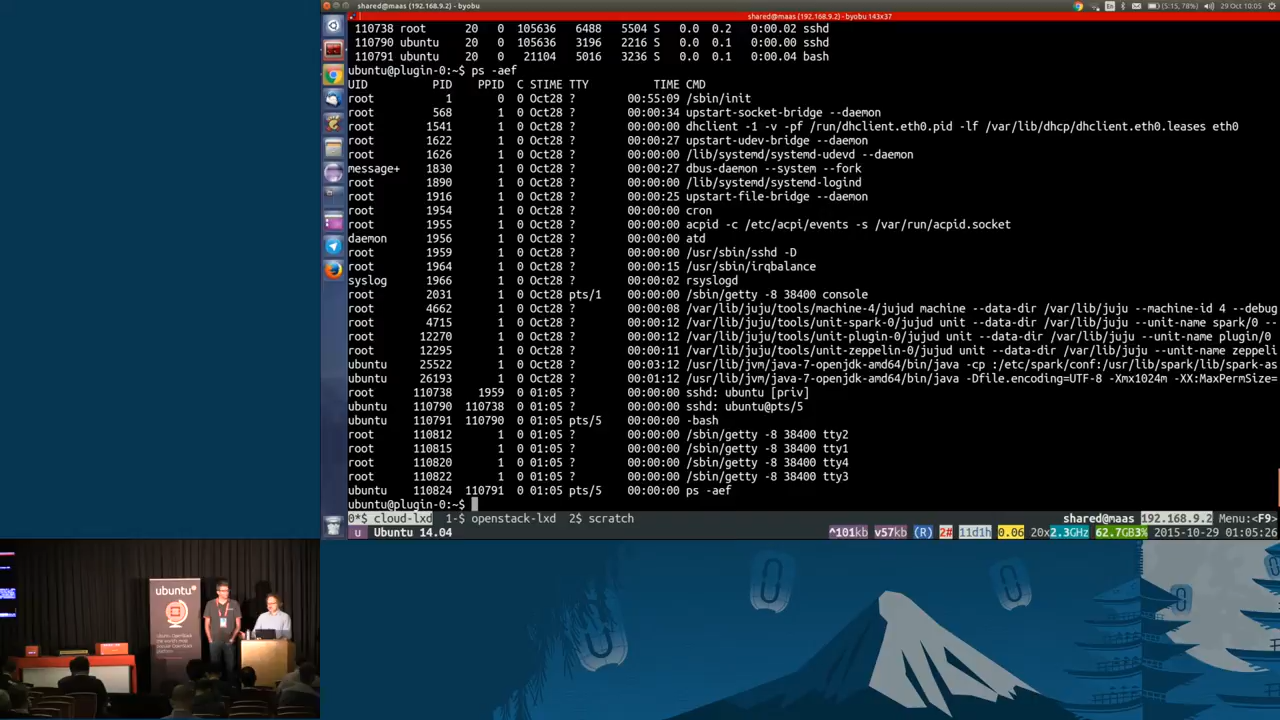 shared@maas (192.168.9.2) - byobu
En (5:15, 78%) 29 Oct 10:05
shared@maas (192.168.9.2) - byobu 143x37
110738 root 20 0 105636 6488 5504 S 0.0 0.2 0:00.02 sshd
110790 ubuntu 20 0 105636 3196 2216 S 0.0 0.1 0:00.00 sshd
110791 ubuntu 20 0 21104 5016 3236 S 0.0 0.1 0:00.04 bash
ubuntu@plugin-0:~$ ps -aef
UID PID PPID C STIME TTY TIME CMD
root 1 0 0 Oct28 ? 00:55:09 /sbin/init
root 568 1 0 Oct28 ? 00:00:34 upstart-socket-bridge --daemon
root 1541 1 0 Oct28 ? 00:00:00 dhclient -1 -v -pf /run/dhclient.eth0.pid -lf /var/lib/dhcp/dhclient.eth0.leases eth0
root 1622 1 0 Oct28 ? 00:00:27 upstart-udev-bridge --daemon
root 1626 1 0 Oct28 ? 00:00:00 /lib/systemd/systemd-udevd --daemon
message+ 1830 1 0 Oct28 ? 00:00:27 dbus-daemon --system --fork
root 1890 1 0 Oct28 ? 00:00:00 /lib/systemd/systemd-logind
root 1916 1 0 Oct28 ? 00:00:25 upstart-file-bridge --daemon
root 1954 1 0 Oct28 ? 00:00:00 cron
root 1955 1 0 Oct28 ? 00:00:00 acpid -c /etc/acpi/events -s /var/run/acpid.socket
daemon 1956 1 0 Oct28 ? 00:00:00 atd
root 1959 1 0 Oct28 ? 00:00:00 /usr/sbin/sshd -D
root 1964 1 0 Oct28 ? 00:00:15 /usr/sbin/irqbalance
syslog 1966 1 0 Oct28 ? 00:00:02 rsyslogd
root 2031 1 0 Oct28 pts/1 00:00:00 /sbin/getty -8 38400 console
root 4662 1 0 Oct28 ? 00:00:08 /var/lib/juju/tools/machine-4/jujud machine --data-dir /var/lib/juju --machine-id 4 --debug
root 4715 1 0 Oct28 ? 00:00:12 /var/lib/juju/tools/unit-spark-0/jujud unit --data-dir /var/lib/juju --unit-name spark/0 --
root 12270 1 0 Oct28 ? 00:00:12 /var/lib/juju/tools/unit-plugin-0/jujud unit --data-dir /var/lib/juju --unit-name plugin/0
root 12295 1 0 Oct28 ? 00:00:11 /var/lib/juju/tools/unit-zeppelin-0/jujud unit --data-dir /var/lib/juju --unit-name zeppeli
ubuntu 25522 1 0 Oct28 ? 00:03:12 /usr/lib/jvm/java-7-openjdk-amd64/bin/java -cp :/etc/spark/conf:/usr/lib/spark/lib/spark-as
ubuntu 26193 1 0 Oct28 ? 00:01:12 /usr/lib/jvm/java-7-openjdk-amd64/bin/java -Dfile.encoding=UTF-8 -Xmx1024m -XX:MaxPermSize=
root 110738 1959 0 01:05 ? 00:00:00 sshd: ubuntu [priv]
ubuntu 110790 110738 0 01:05 ? 00:00:00 sshd: ubuntu@pts/5
ubuntu 110791 110790 0 01:05 pts/5 00:00:00 -bash
root 110812 1 0 01:05 ? 00:00:00 /sbin/getty -8 38400 tty2
root 110815 1 0 01:05 ? 00:00:00 /sbin/getty -8 38400 tty1
root 110820 1 0 01:05 ? 00:00:00 /sbin/getty -8 38400 tty4
root 110822 1 0 01:05 ? 00:00:00 /sbin/getty -8 38400 tty3
ubuntu 110824 110791 0 01:05 pts/5 00:00:00 ps -aef
ubuntu@plugin-0:~$
0*$ cloud-lxd 1-$ openstack-lxd 2$ scratch shared@maas 192.168.9.2 Menu:<F9>
u Ubuntu 14.04 ^101kb v57kb (R) 2# 11d1h 0.06 20x2.3GHz 62.7GB3% 2015-10-29 01:05:26
ubuntu